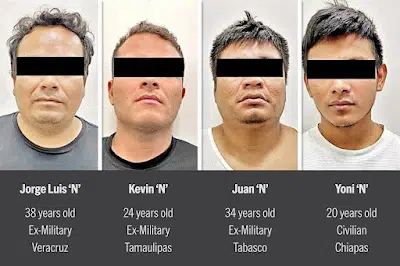 Jorge Luis ‘N’
38 years old
Ex-Military
Veracruz
Kevin ‘N’
24 years old
Ex-Military
Tamaulipas
Juan ‘N’
34 years old
Ex-Military
Tabasco
Yoni ‘N’
20 years old
Civilian
Chiapas